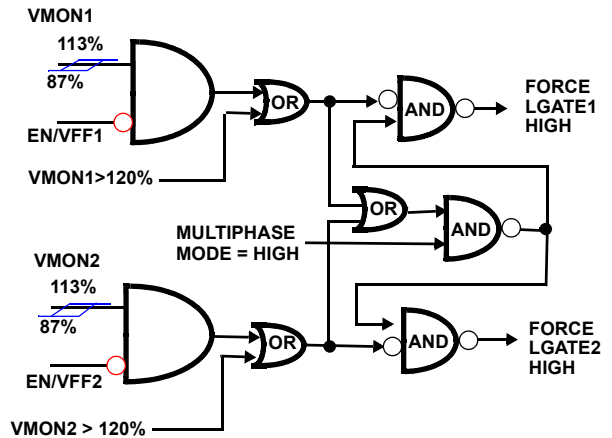 VMON1
113%
87%
EN/VFF1
VMON1>120%
OR
AND
FORCE
LGATE1
HIGH
OR
AND
MULTIPHASE
MODE = HIGH
VMON2
113%
87%
EN/VFF2
VMON2 > 120%
OR
AND
FORCE
LGATE2
HIGH